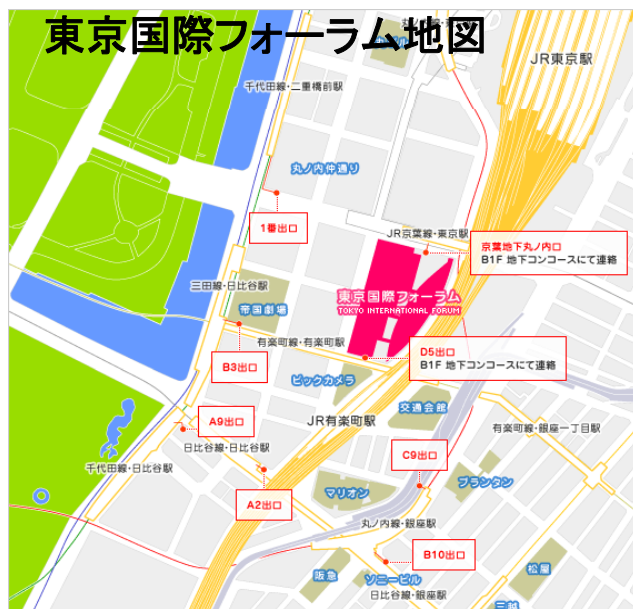 東京国際フォーラム地図
JR東京駅
千代田線・二重橋前駅
丸ノ内仲通り
1番出口
JR京葉線・東京駅
京葉地下丸ノ内口
B1F 地下コンコースにて連絡
三田線・日比谷駅
帝国劇場
東京国際フォーラム
TOKYO INTERNATIONAL FORUM
有楽町線・有楽町駅
B3出口
D5出口
B1F 地下コンコースにて連絡
ビックカメラ
A9出口
JR有楽町駅
交通会館
有楽町線・銀座一丁目駅
日比谷線・日比谷駅
千代田線・日比谷駅
C9出口
プランタン
マリオン
A2出口
丸ノ内線・銀座駅
B10出口
松屋
阪急
ソニービル
日比谷線・銀座駅
三越